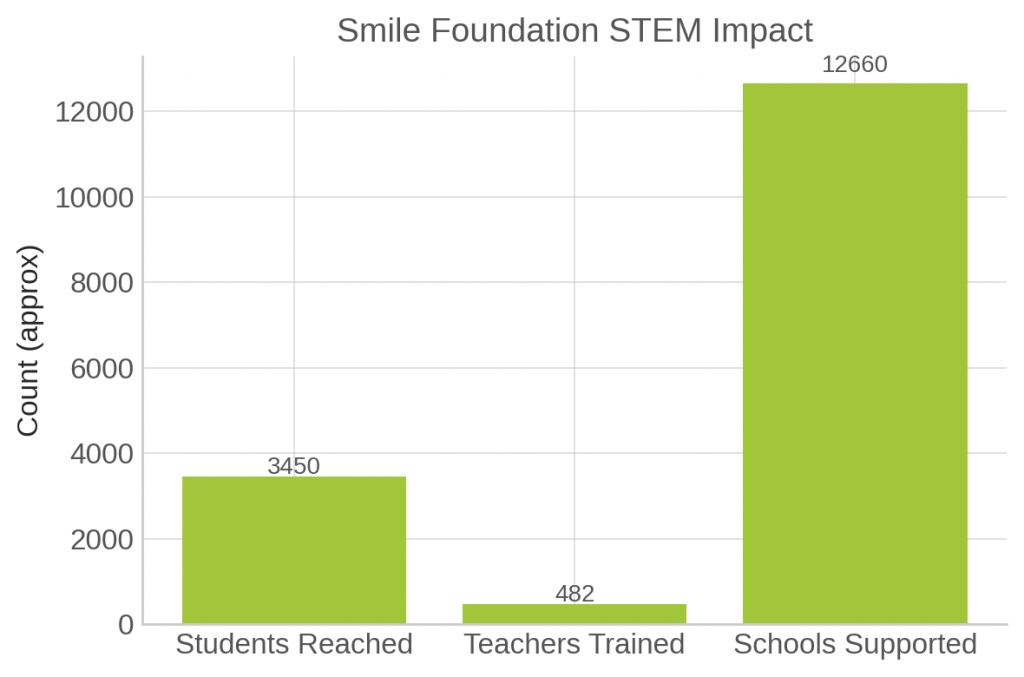 Smile Foundation STEM Impact
Count (approx)
12000
10000
8000
6000
4000
2000
0
3450
482
12660
Students Reached
Teachers Trained
Schools Supported